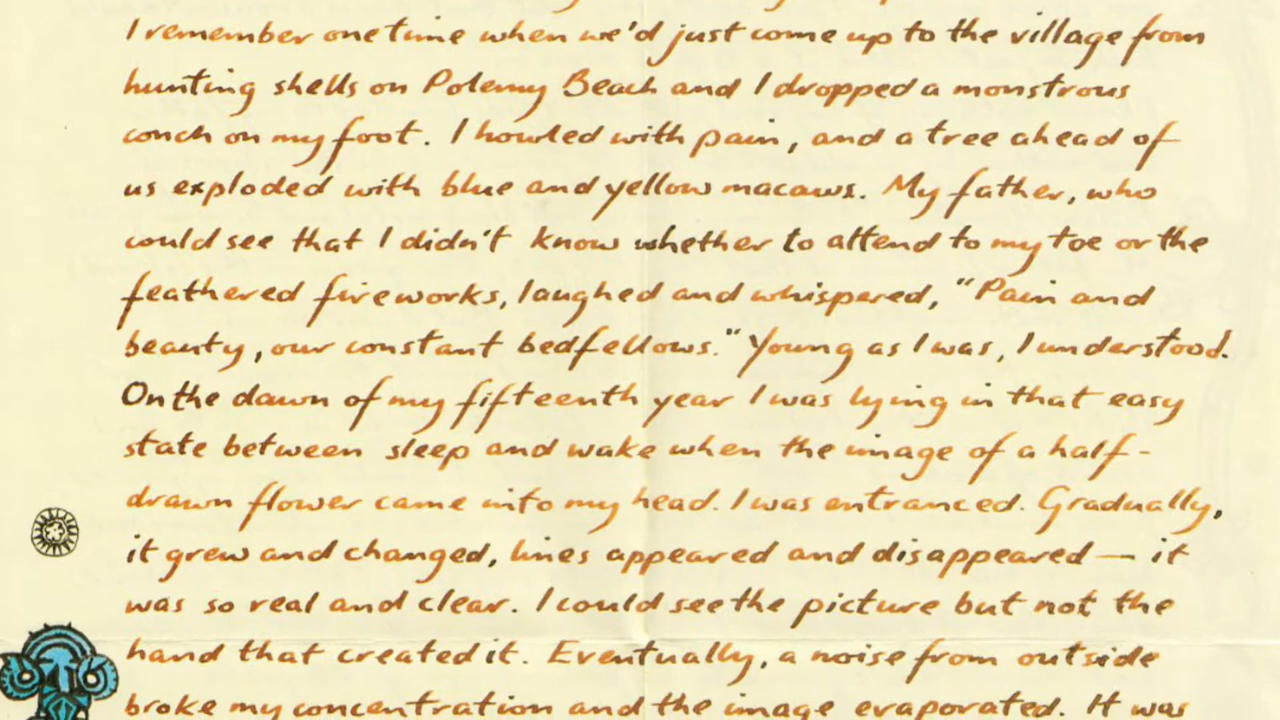 I remember one time when we'd just come up to the village from
hunting shells on Polemy Beach and I dropped a monstrous
conch on my foot. I howled with pain, and a tree ahead of
us exploded with blue and yellow macaws. My father, who
could see that I didn't know whether to attend to my toe or the
feathered fireworks, laughed and whispered, "Pain and
beauty, our constant bedfellows." Young as I was, I understood.
On the dawn of my fifteenth year I was lying in that easy
state between sleep and wake when the image of a half-
drawn flower came into my head. I was entranced. Gradually,
it grew and changed, lines appeared and disappeared — it
was so real and clear. I could see the picture but not the
hand that created it. Eventually, a noise from outside
broke my concentration and the image evaporated. It was